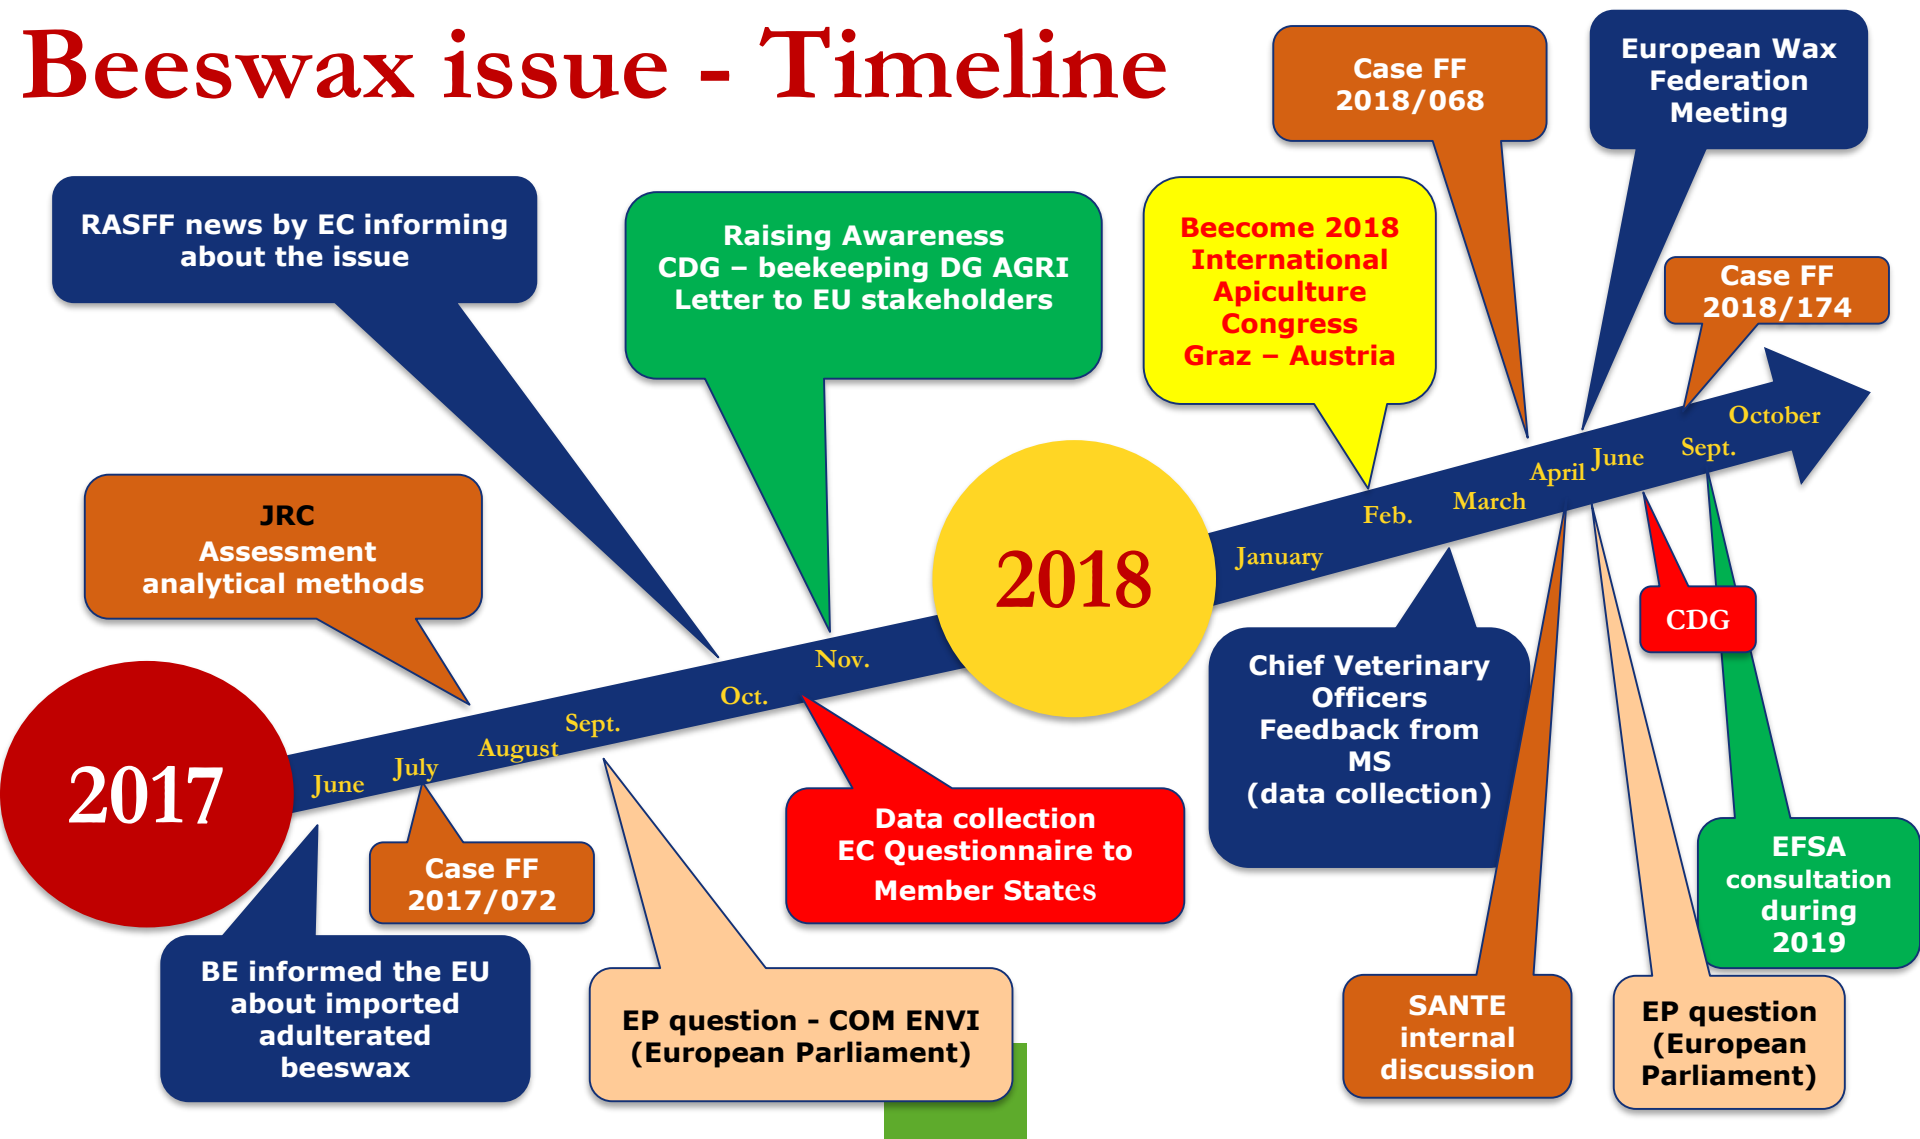 Beeswax issue - Timeline
Case FF
2018/068
European Wax
Federation
Meeting
RASFF news by EC informing
about the issue
Raising Awareness
CDG – beekeeping DG AGRI
Letter to EU stakeholders
Beecome 2018
International
Apiculture
Congress
Graz – Austria
Case FF
2018/174
JRC
Assessment
analytical methods
2017
June
July
August
Sept.
Oct.
Nov.
2018
January
Feb.
March
April
June
Sept.
October
BE informed the EU
about imported
adulterated
beeswax
Case FF
2017/072
EP question - COM ENVI
(European Parliament)
Data collection
EC Questionnaire to
Member States
Chief Veterinary
Officers
Feedback from
MS
(data collection)
SANTE
internal
discussion
EP question
(European
Parliament)
CDG
EFSA
consultation
during
2019